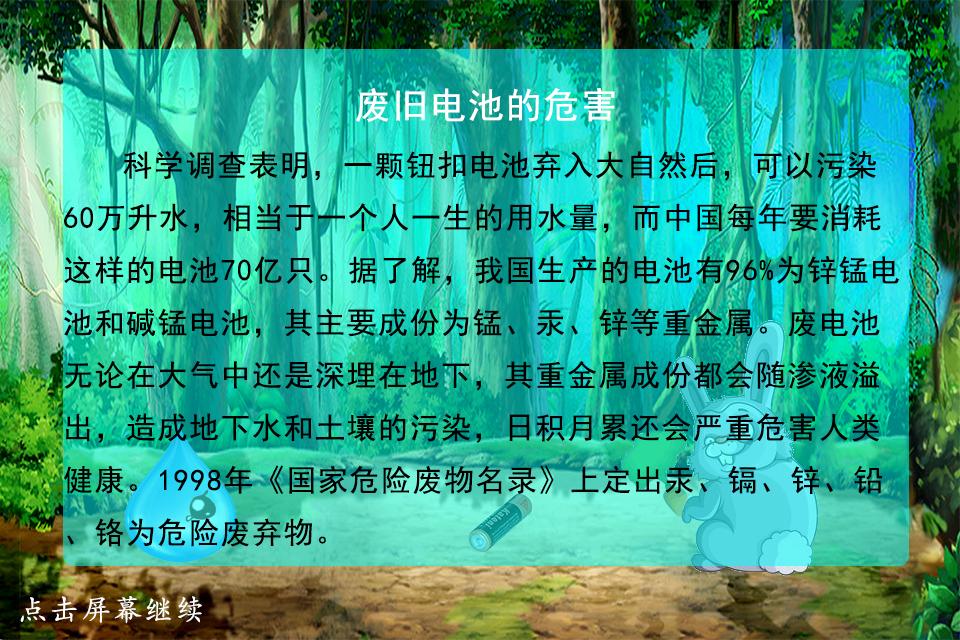 废旧电池的危害
科学调查表明，一颗钮扣电池弃入大自然后，可以污染
60万升水，相当于一个人一生的用水量，而中国每年要消耗
这样的电池70亿只。据了解，我国生产的电池有96%为锌锰电
池和碱锰电池，其主要成份为锰、汞、锌等重金属。废电池
无论在大气中还是深埋在地下，其重金属成份都会随渗液溢
出，造成地下水和土壤的污染，日积月累还会严重危害人类
健康。1998年《国家危险废物名录》上定出汞、镉、锌、铅
、铬为危险废弃物。
点击屏幕继续